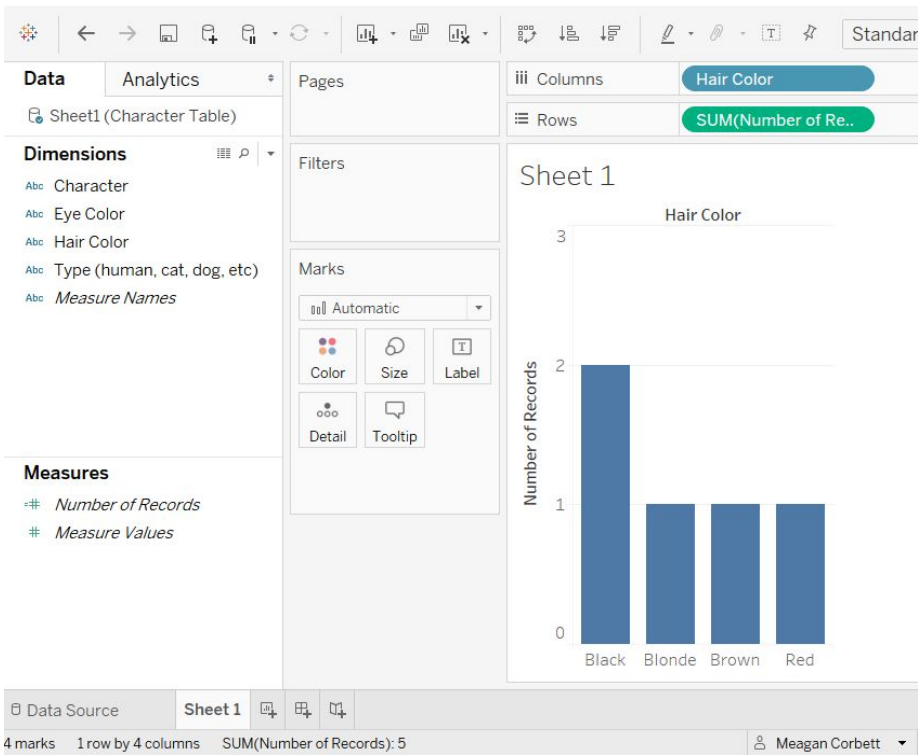 Standar
Data
Analytics
Sheet1 (Character Table)
Dimensions
Abc Character
Abc Eye Color
Abc Hair Color
Abc Type (human, cat, dog, etc)
Abc Measure Names
Measures
=# Number of Records
# Measure Values
Pages
Filters
Marks
Automatic
Color
Size
T
Label
Detail
Tooltip
iii Columns
Hair Color
Rows
SUM(Number of Re..
Sheet 1
Hair Color
Number of Records
3
2
1
0
Black Blonde Brown Red
Data Source
Sheet 1
4 marks 1 row by 4 columns SUM(Number of Records): 5
Meagan Corbett